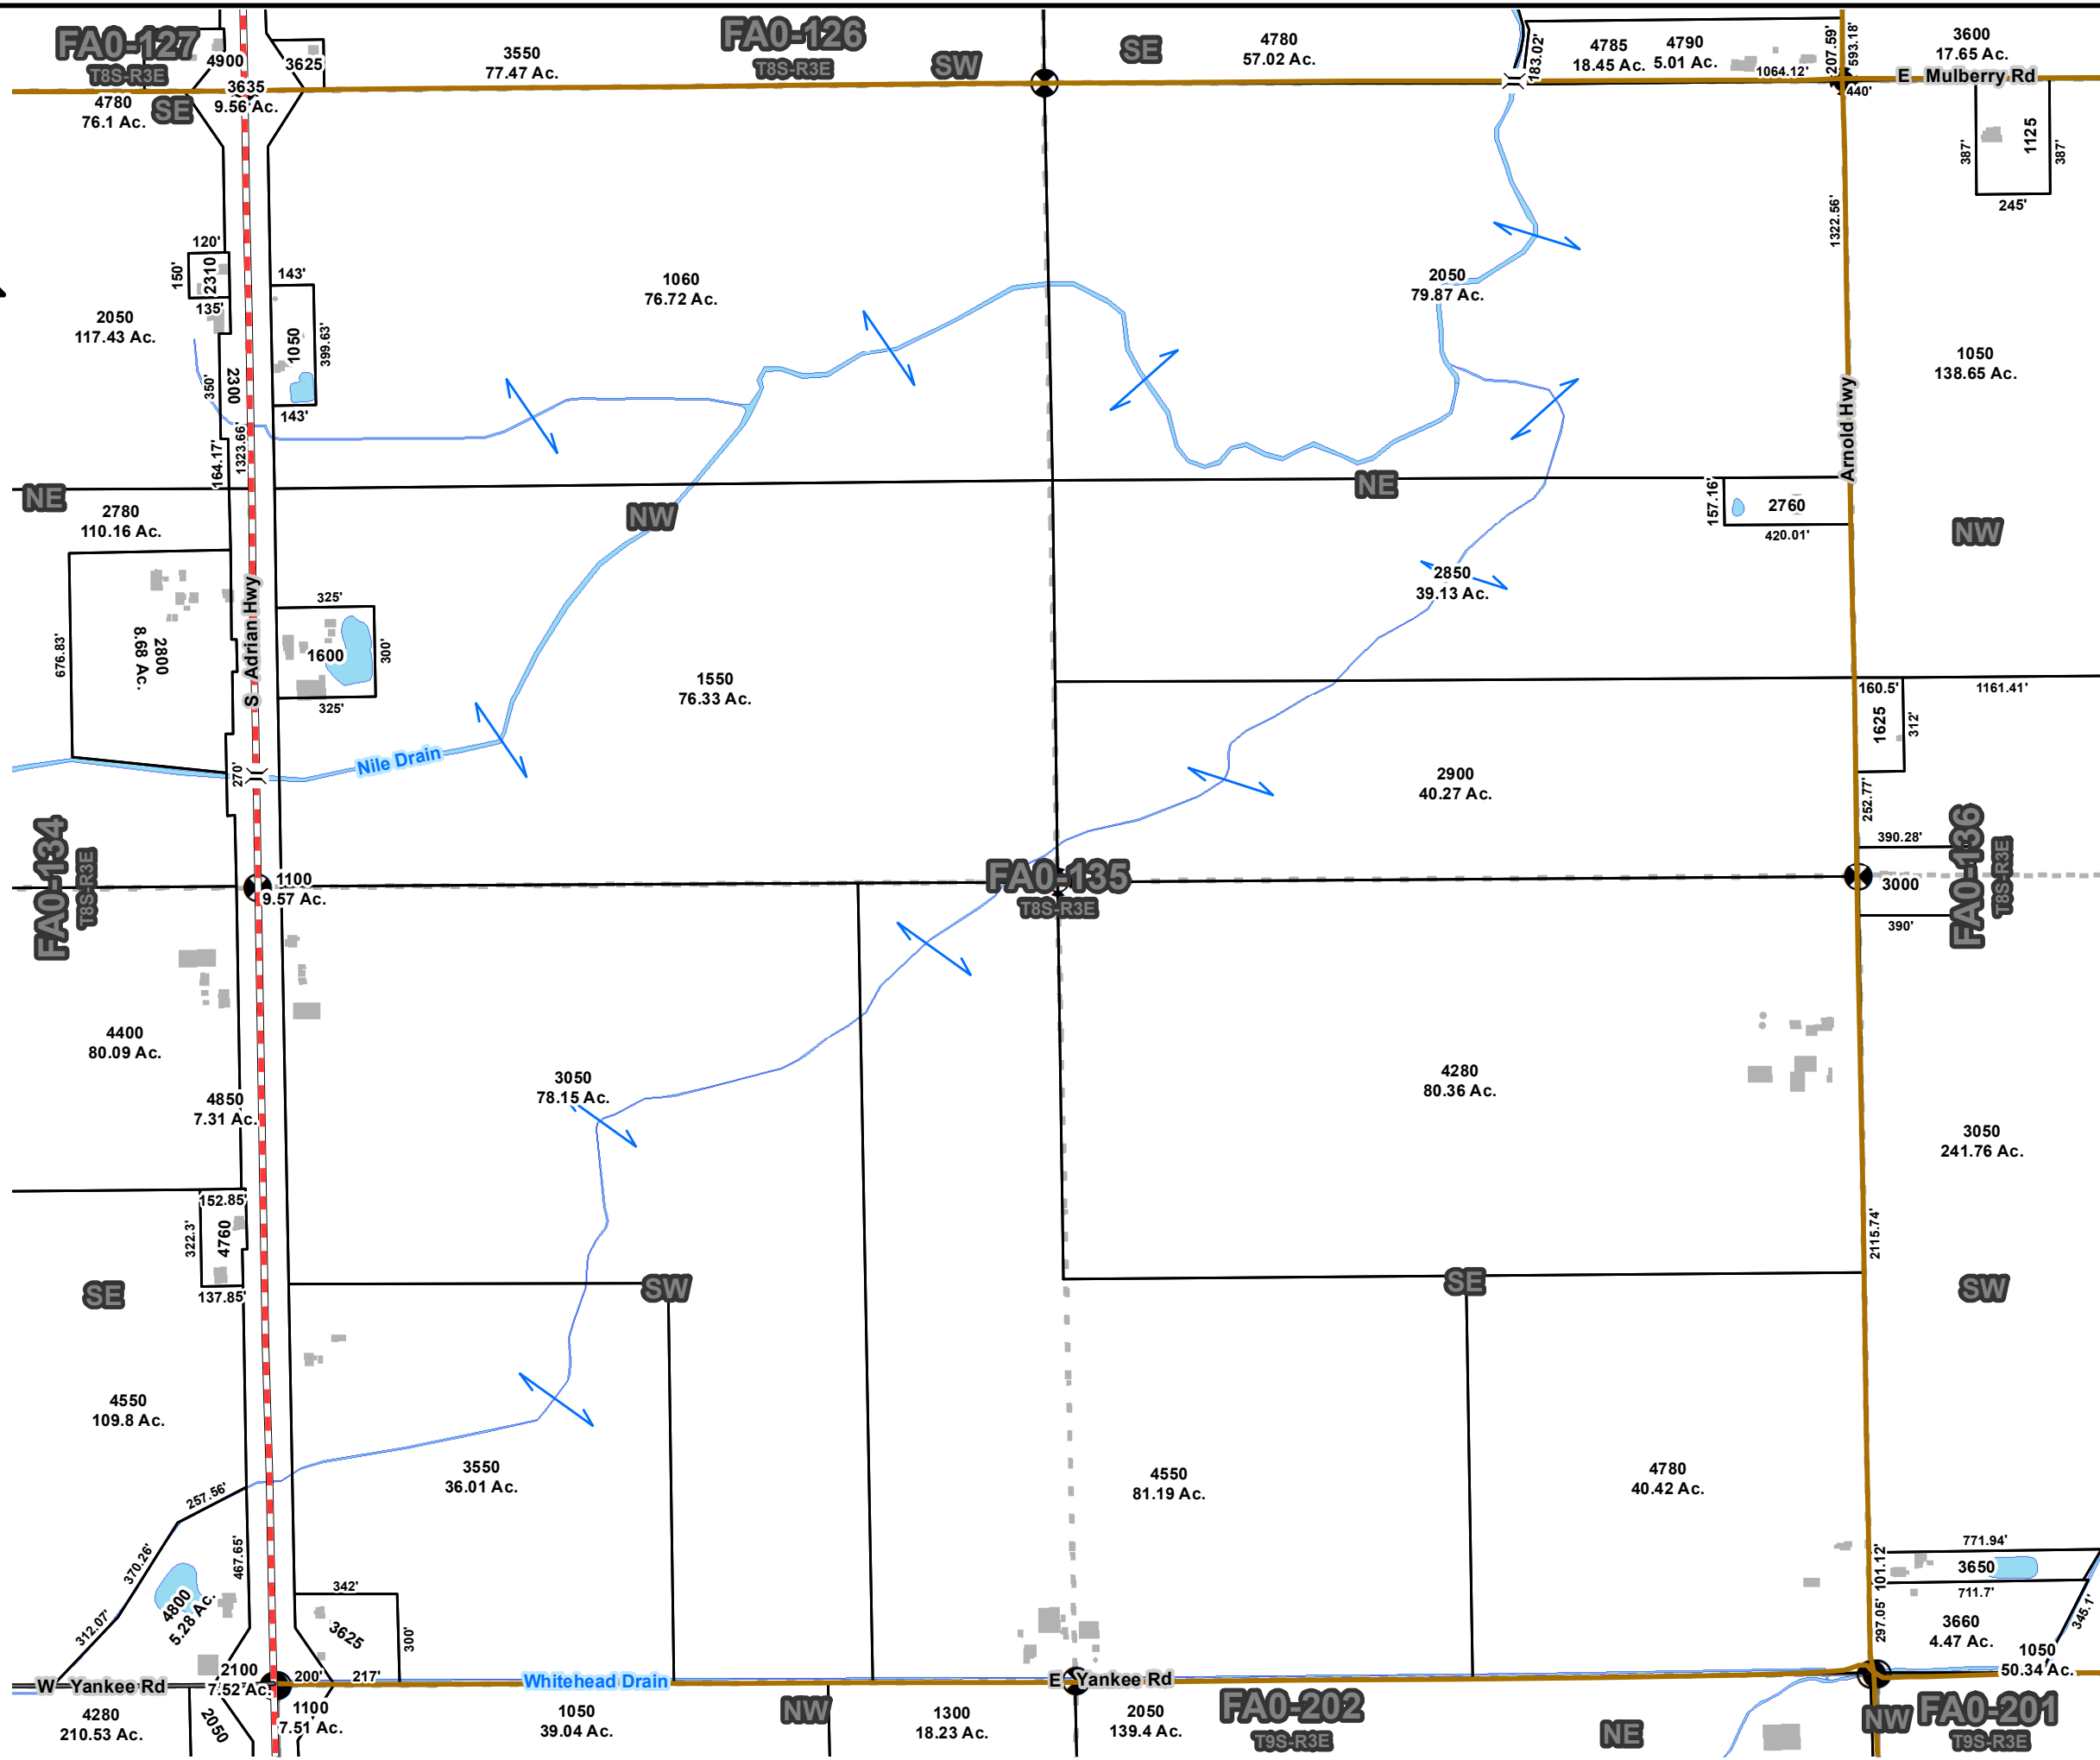 FA0-127
T8S-R3E
4900
3625
3550
77.47 Ac.
FA0-126
T8S-R3E
SW
SE
4780
57.02 Ac.
183.02'
4785
18.45 Ac.
4790
5.01 Ac.
1064.12'
207.59'
593.18'
3600
17.65 Ac.
E Mulberry Rd
440'
3635
9.56 Ac.
4780
76.1 Ac.
SE
387'
1125
387'
245'
1322.56'
120'
150'
2310
135'
143'
1050
399.63'
143'
2050
117.43 Ac.
350'
2300
1323.66'
164.17'
1060
76.72 Ac.
2050
79.87 Ac.
1050
138.65 Ac.
Arnold Hwy
NE
NW
NE
157.16'
2760
420.01'
NW
2780
110.16 Ac.
2800
8.68 Ac.
676.83'
S Adrian Hwy
325'
1600
300'
325'
2850
39.13 Ac.
1550
76.33 Ac.
160.5'
1161.41'
1625
312'
Nile Drain
270'
2900
40.27 Ac.
252.77'
390.28'
FA0-134
T8S-R3E
1100
9.57 Ac.
FA0-135
T8S-R3E
3000
390'
FA0-136
T8S-R3E
4400
80.09 Ac.
4850
7.31 Ac.
3050
78.15 Ac.
4280
80.36 Ac.
3050
241.76 Ac.
152.85'
322.3'
4760
137.85'
2115.74'
SE
SW
SE
SW
4550
109.8 Ac.
3550
36.01 Ac.
4550
81.19 Ac.
4780
40.42 Ac.
257.56'
370.26'
312.07'
467.65'
4800
5.28 Ac.
342'
3625
300'
771.94'
101.12'
3650
711.7'
297.05'
345.1'
3660
4.47 Ac.
1050
50.34 Ac.
W Yankee Rd
2100
7.52 Ac.
200'
217'
Whitehead Drain
E Yankee Rd
4280
210.53 Ac.
2050
1100
7.51 Ac.
1050
39.04 Ac.
NW
1300
18.23 Ac.
2050
139.4 Ac.
FA0-202
T9S-R3E
NE
NW
FA0-201
T9S-R3E